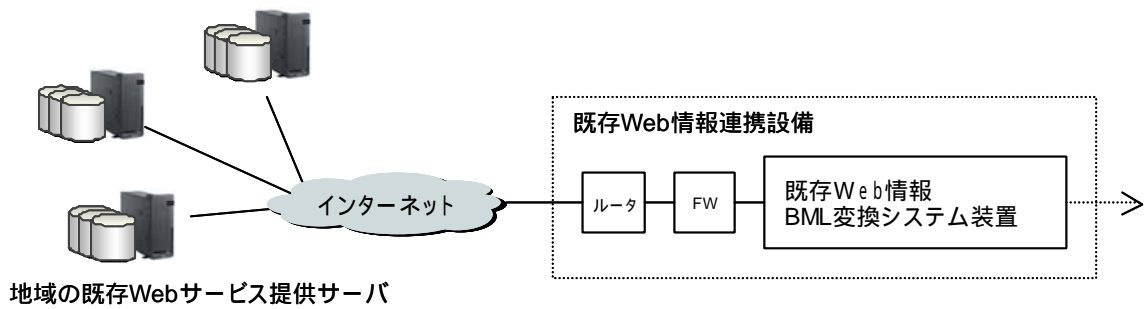 既存Web情報連携設備
インターネット
ルータ
FW
既存Web情報
BML変換システム装置
地域の既存Webサービス提供サーバ